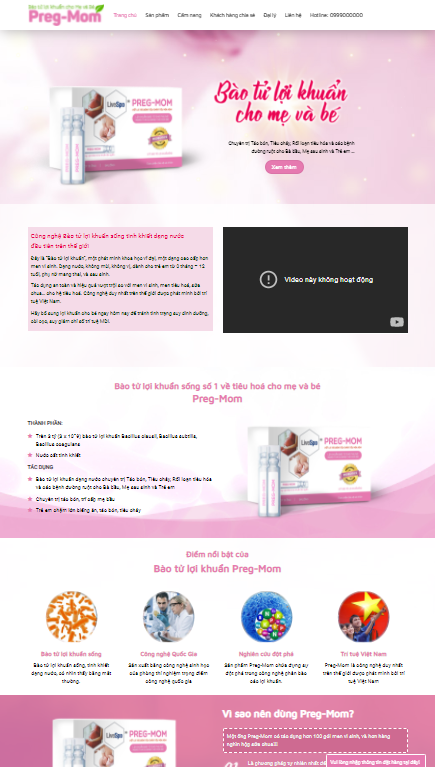 Bào tử lợi khuẩn cho mẹ và bé
Preg-Mom
Trang chủ Sản phẩm Cẩm nang Khách hàng chia sẻ Đại lý Liên hệ Hotline: 0999000000
LiveSpo PREG-MOM
PREG-MOM PREG-MOM
Bào tử lợi khuẩn
cho mẹ và bé
Chuyên trị Táo bón, Tiêu chảy, Rối loạn tiêu hóa và các bệnh
đường ruột cho Bà bầu, Mẹ sau sinh và Trẻ em...
Xem thêm
Công nghệ Bào tử lợi khuẩn sống tinh khiết dạng nước
đầu tiên trên thế giới
Đây là "Bào tử lợi khuẩn", một phát minh khoa học vĩ đại, một dạng cao cấp hơn
men vi sinh. Dạng nước, không mùi, không vị, dành cho trẻ em từ 0 tháng – 12
tuổi, phụ nữ mang thai, và sau sinh.
Tác dụng an toàn và hiệu quả vượt trội so với men vi sinh, men tiêu hoá, sữa
chua... cho hệ tiêu hoá. Công nghệ duy nhất trên thế giới được phát minh bởi trí
tuệ Việt Nam.
Hãy bổ sung lợi khuẩn cho bé ngay hôm nay để tránh tình trạng suy dinh dưỡng,
còi cọc, suy giảm chỉ số trí tuệ MDI.
Video này không hoạt động
Bào tử lợi khuẩn sống số 1 về tiêu hoá cho mẹ và bé
Preg-Mom
THÀNH PHẦN:
Trên 3 tỷ (3 x 10^9) bào tử lợi khuẩn Bacillus clausii, Bacillus subtilis,
Bacillus coagulans
Nước cất tinh khiết
TÁC DỤNG
Bào tử lợi khuẩn dạng nước chuyên trị Táo bón, Tiêu chảy, Rối loạn tiêu hóa
và các bệnh đường ruột cho Bà bầu, Mẹ sau sinh và Trẻ em
Chuyên trị táo bón, trĩ cấp mẹ bầu
Trẻ em chậm lớn biếng ăn, táo bón, tiêu chảy
LiveSpo PREG-MOM
Điểm nổi bật của
Bào tử lợi khuẩn Preg-Mom
Bào tử lợi khuẩn sống
Bào tử lợi khuẩn sống, tinh khiết
dạng nước, có nhìn thấy bằng mắt
thường.
Công nghệ Quốc Gia
Sản xuất bằng công nghệ sinh học
của phòng thí nghiệm trọng điểm
công nghệ quốc gia
Nghiên cứu đột phá
Sản phẩm Preg-Mom chứa đựng sự
đột phá trong công nghệ phân bào
các lợi khuẩn.
Trí tuệ Việt Nam
Preg-Mom là công nghệ duy nhất
trên thế giới được phát minh bởi trí
tuệ Việt Nam
LiveSpo PREG-MOM
Vì sao nên dùng Preg-Mom?
Một ống Preg-Mom có tác dụng hơn 100 gói men vi sinh, và hơn hàng
nghìn hộp sữa chua!!!
Là phương pháp tự nhiên nhất để
Vui lòng nhập thông tin đặt hàng tại đây!